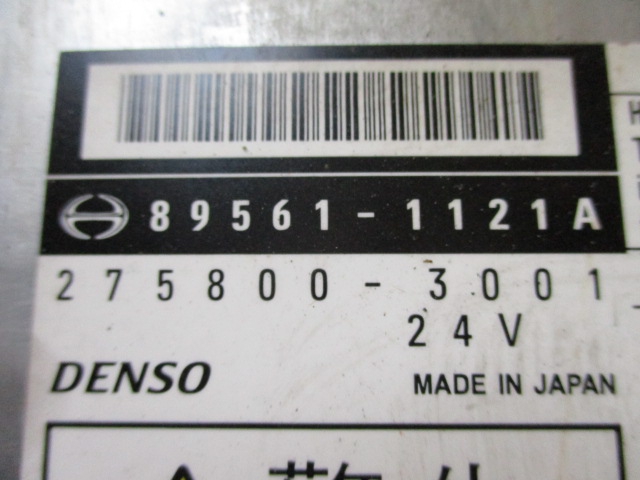 89561-1121A
275800-3001
24V
DENSO
MADE IN JAPAN